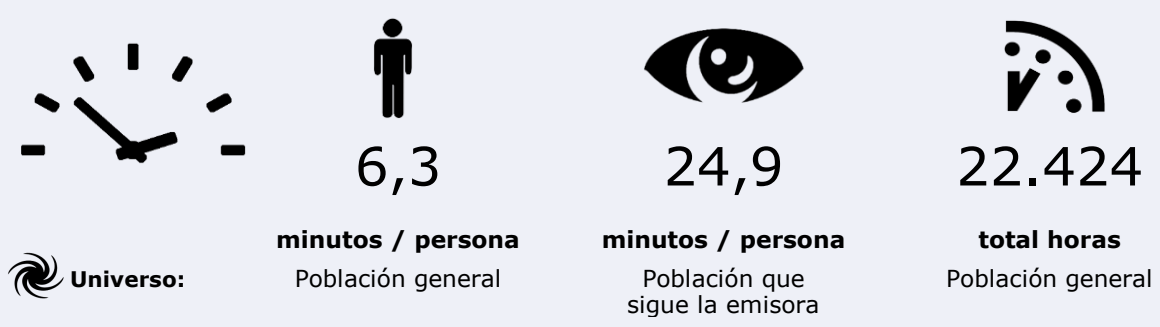 6,3
24,9
22.424
minutos / persona
minutos / persona
total horas
Universo:
Población general
Población que
sigue la emisora
Población general